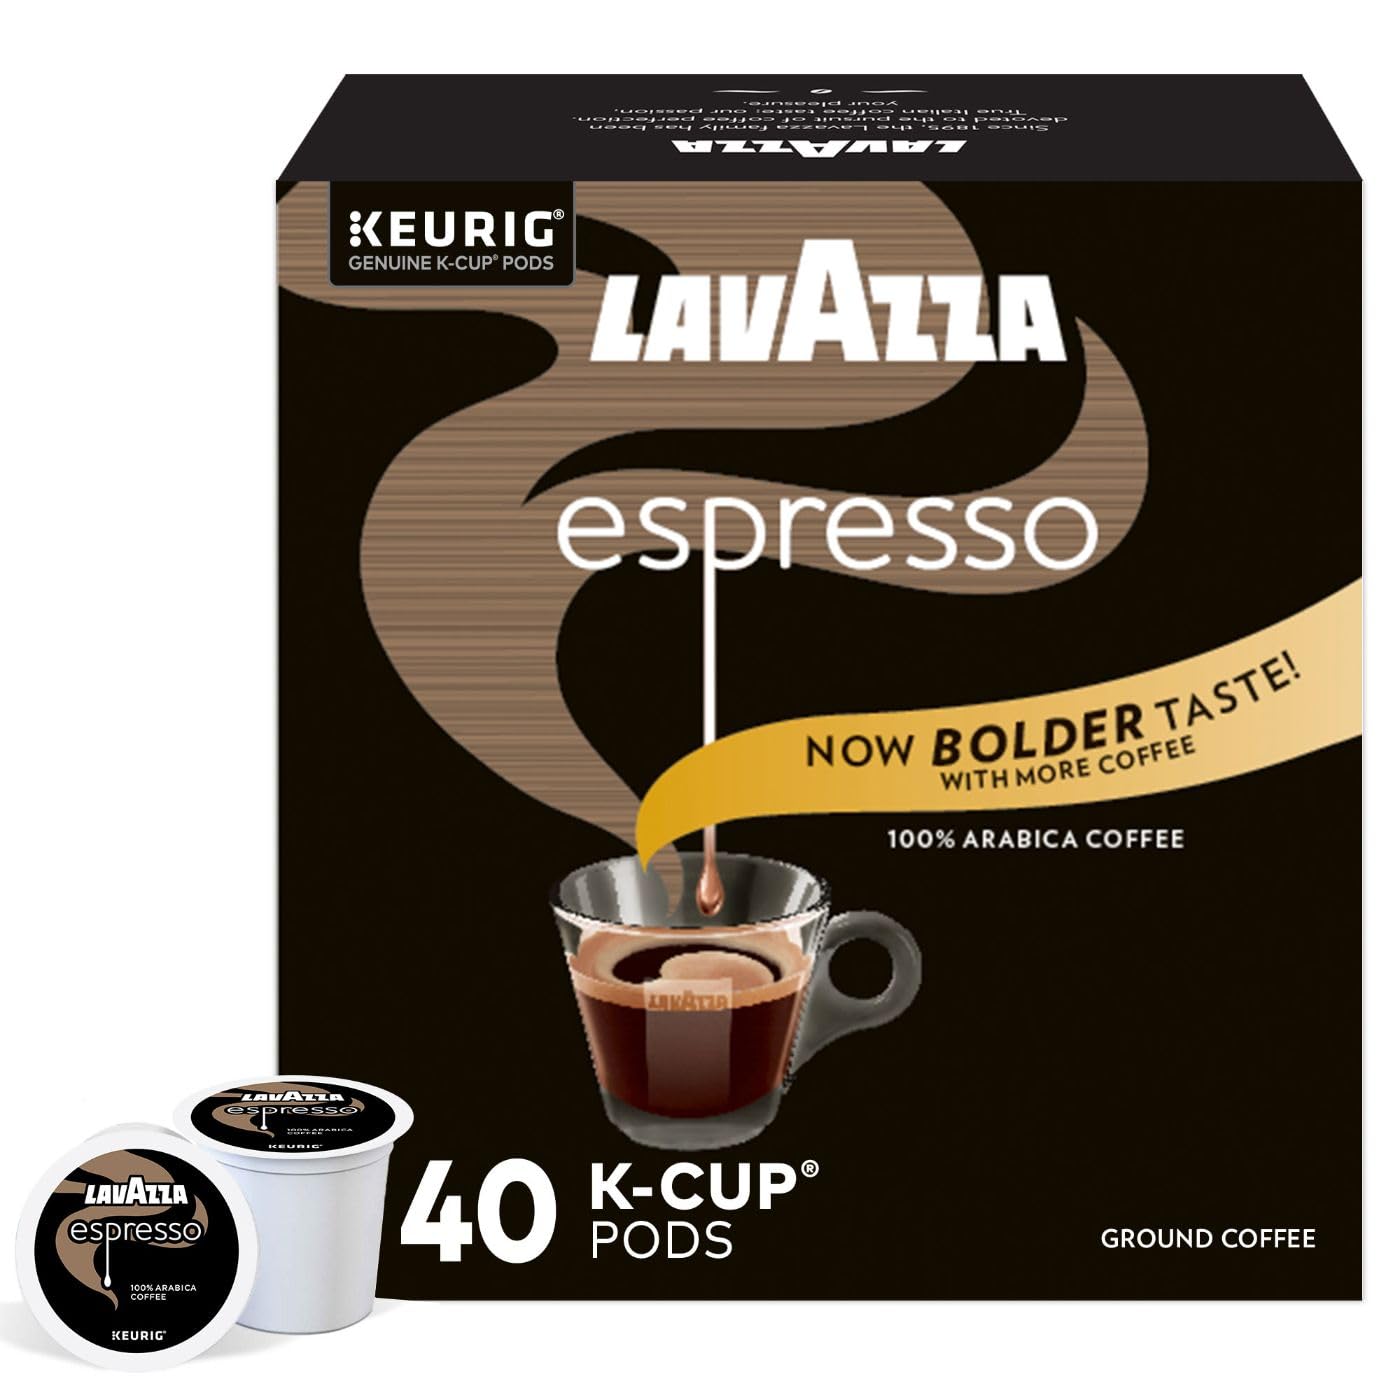 LAVAZZA
Since 1895, the Lavazza family has been
devoted to the pursuit of coffee perfection.
True Italian coffee taste: our passion,
your pleasure.
KEURIG®
GENUINE K-CUP® PODS
LAVAZZA
espresso
NOW BOLDER TASTE!
WITH MORE COFFEE
100% ARABICA COFFEE
LAVAZZA
40 K-CUP®
PODS
GROUND COFFEE
LAVAZZA
espresso
100% ARABICA
COFFEE
KEURIG®
LAVAZZA
espresso
100% ARABICA
COFFEE
KEURIG®